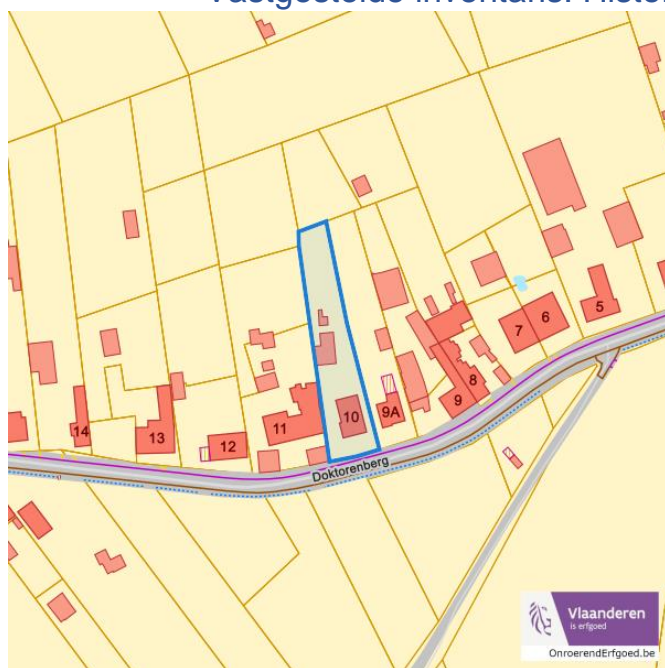 Vastgestelde Inventaris: Histor
14
13
12
11
10
9A
9
8
7
6
5
Doktorenberg
Vlaanderen
is erfgoed
OnroerendErfgoed.be